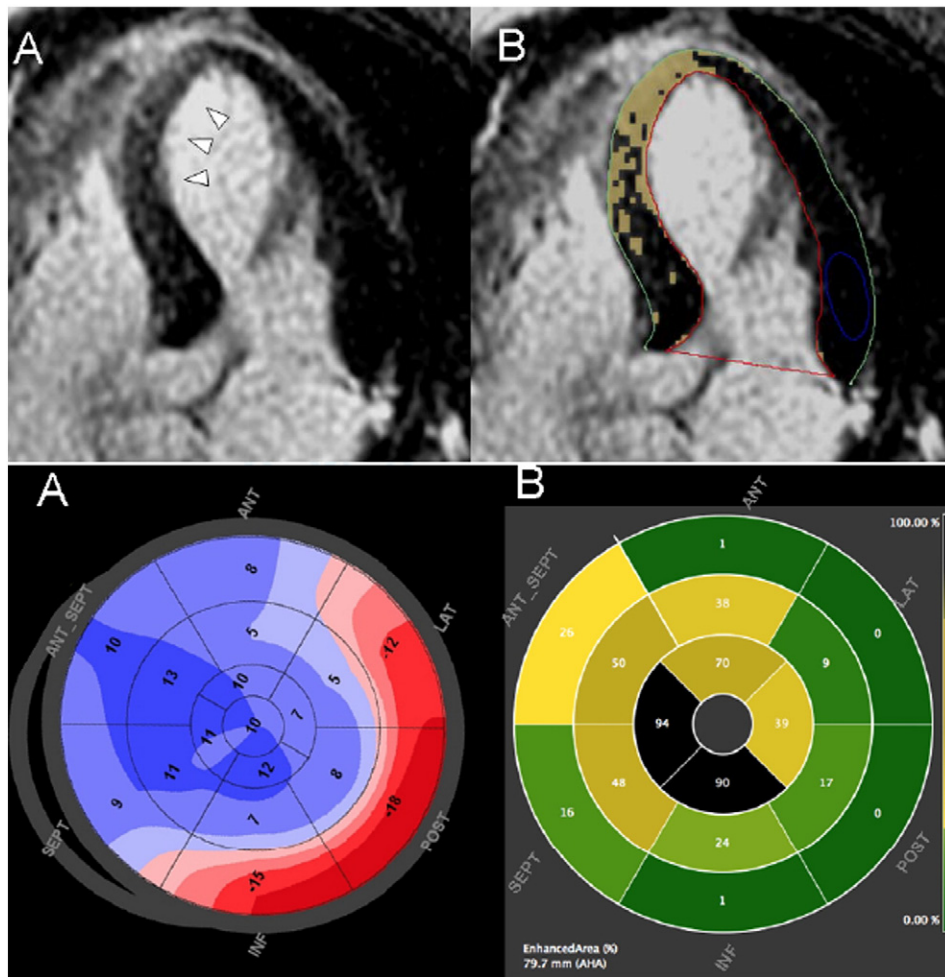 A
B
A
ANT
ANT_SEPT
LAT
SEPT
POST
INF
8
10
-12
13
5
10
5
11
10
7
11
12
8
9
7
-18
-15
B
100.00 %
ANT
ANT_SEPT
LAT
SEPT
POST
INF
1
26
0
38
50
9
70
94
39
90
48
17
16
24
0
1
EnhancedArea (%)
79.7 mm (AHA)
0.00 %